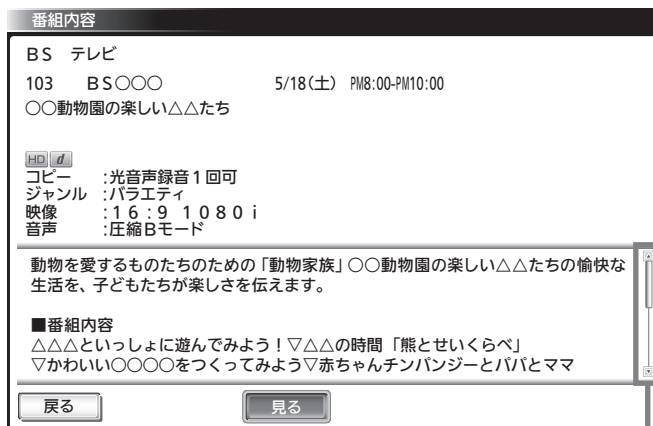 番組内容
BS テレビ
103 BS○○○ 5/18(土) PM8:00-PM10:00
○○動物園の楽しい△△たち
HD d
コピー :光音声録音1回可
ジャンル :バラエティ
映像 :16:9 1080i
音声 :圧縮Bモード
動物を愛するものたちのための「動物家族」○○動物園の楽しい△△たちの愉快な
生活を、子どもたちが楽しさを伝えます。
■番組内容
△△△といっしょに遊んでみよう！▽△△の時間「熊とせいくらべ」
▽かわいい○○○○をつくってみよう▽赤ちゃんチンパンジーとパパとママ
戻る 見る